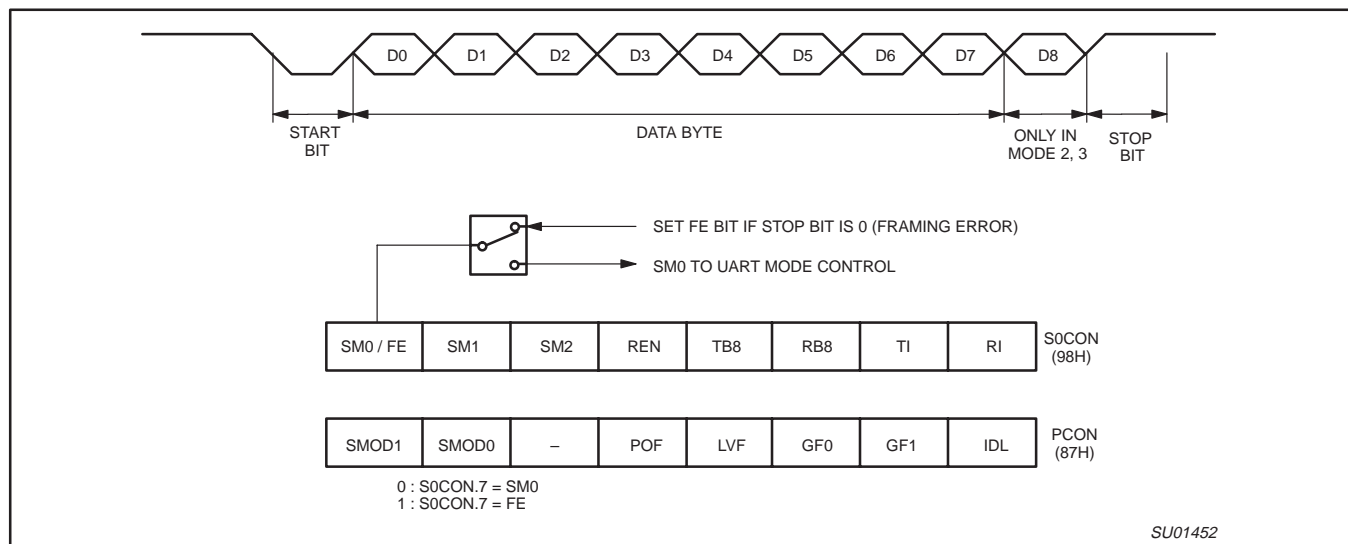 D0 D1 D2 D3 D4 D5 D6 D7 D8
START
BIT
DATA BYTE
ONLY IN
MODE 2, 3
STOP
BIT
SET FE BIT IF STOP BIT IS 0 (FRAMING ERROR)
SM0 TO UART MODE CONTROL
SM0 / FE SM1 SM2 REN TB8 RB8 TI RI
S0CON
(98H)
SMOD1 SMOD0 – POF LVF GF0 GF1 IDL
PCON
(87H)
0 : S0CON.7 = SM0
1 : S0CON.7 = FE
SU01452